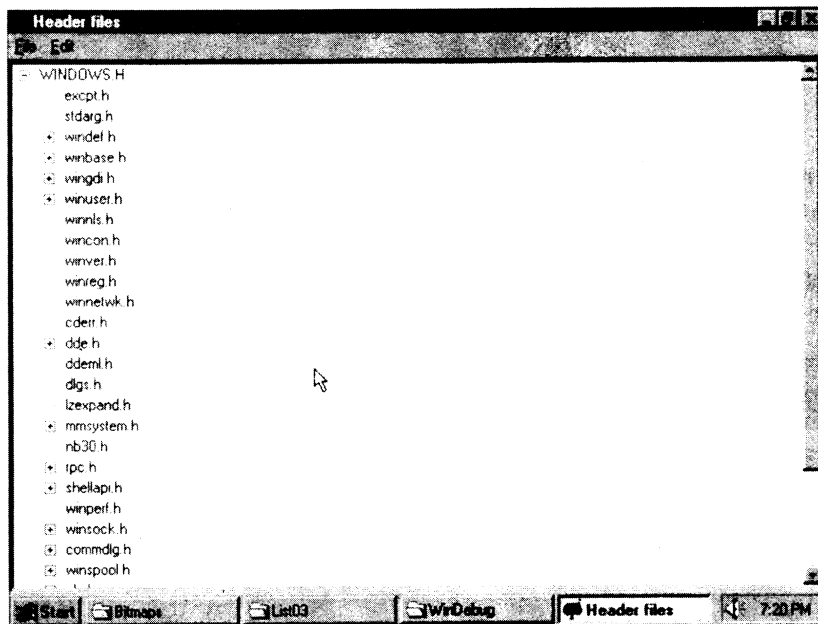 Header files
File Edit
WINDOWS.H
excpt.h
stdarg.h
windef.h
winbase.h
wingdi.h
winuser.h
winnls.h
wincon.h
winver.h
winreg.h
winnetwk.h
cderr.h
dde.h
ddeml.h
dlgs.h
lzexpand.h
mmsystem.h
nb30.h
rpc.h
shellapi.h
winperf.h
winsock.h
commdlg.h
winspool.h
Start Bitmaps List03 WinDebug Header files 7:20 PM